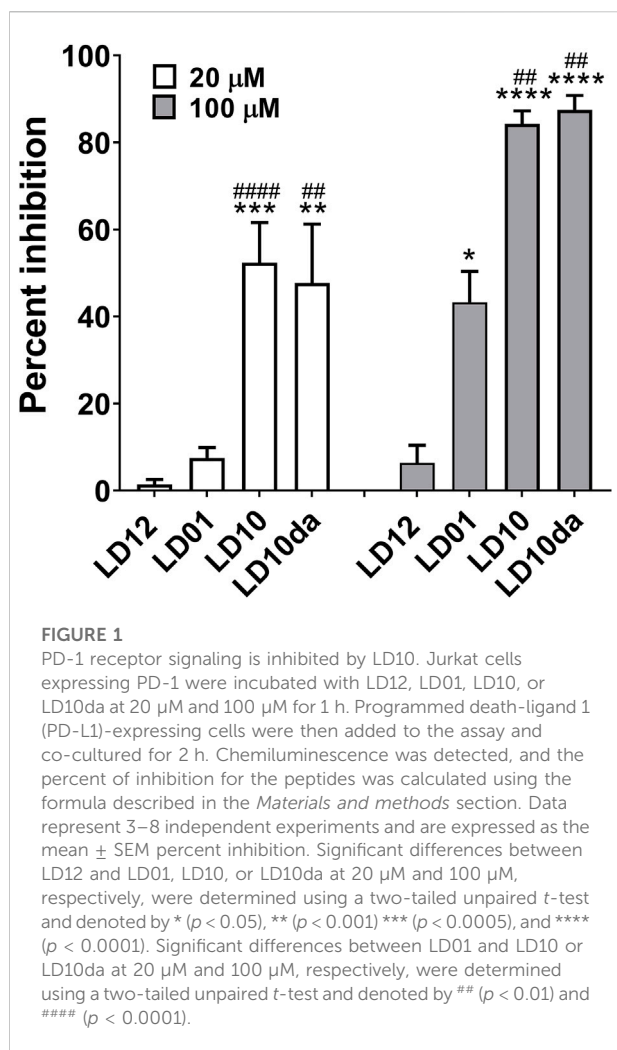 100
80
60
40
20
0
Percent inhibition
20 μM
100 μM
####
***
##
**
*
##
****
##
****
LD12
LD01
LD10
LD10da
LD12
LD01
LD10
LD10da
FIGURE 1
PD-1 receptor signaling is inhibited by LD10. Jurkat cells
expressing PD-1 were incubated with LD12, LD01, LD10, or
LD10da at 20 μM and 100 μM for 1 h. Programmed death-ligand 1
(PD-L1)-expressing cells were then added to the assay and
co-cultured for 2 h. Chemiluminescence was detected, and the
percent of inhibition for the peptides was calculated using the
formula described in the Materials and methods section. Data
represent 3–8 independent experiments and are expressed as the
mean ± SEM percent inhibition. Significant differences between
LD12 and LD01, LD10, or LD10da at 20 μM and 100 μM,
respectively, were determined using a two-tailed unpaired t-test
and denoted by * (p < 0.05), ** (p < 0.001) *** (p < 0.0005), and ****
(p < 0.0001). Significant differences between LD01 and LD10 or
LD10da at 20 μM and 100 μM, respectively, were determined
using a two-tailed unpaired t-test and denoted by ## (p < 0.01) and
#### (p < 0.0001).